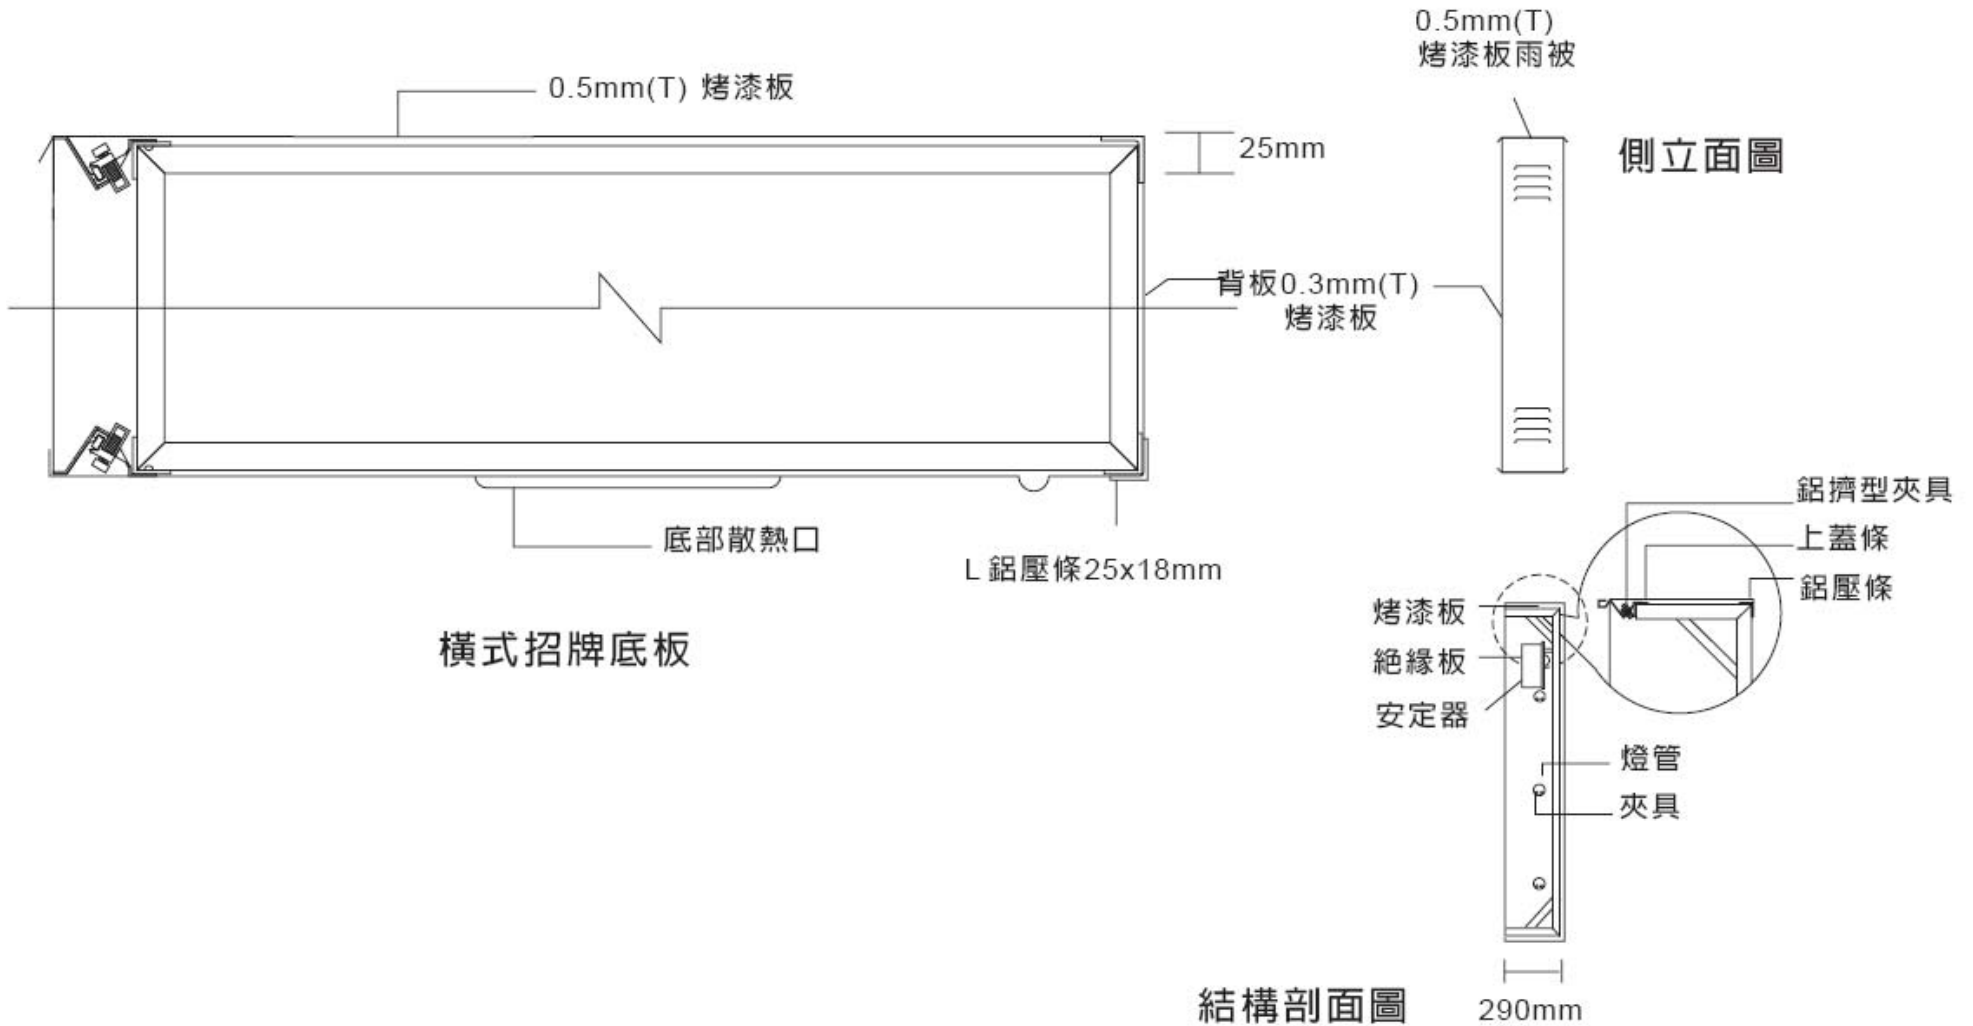 0.5mm(T)
烤漆板雨被
0.5mm(T) 烤漆板
25mm
側立面圖
背板0.3mm(T)
烤漆板
底部散熱口
L 鋁壓條25x18mm
橫式招牌底板
鋁擠型夾具
上蓋條
鋁壓條
烤漆板
絕緣板
安定器
燈管
夾具
結構剖面圖
290mm